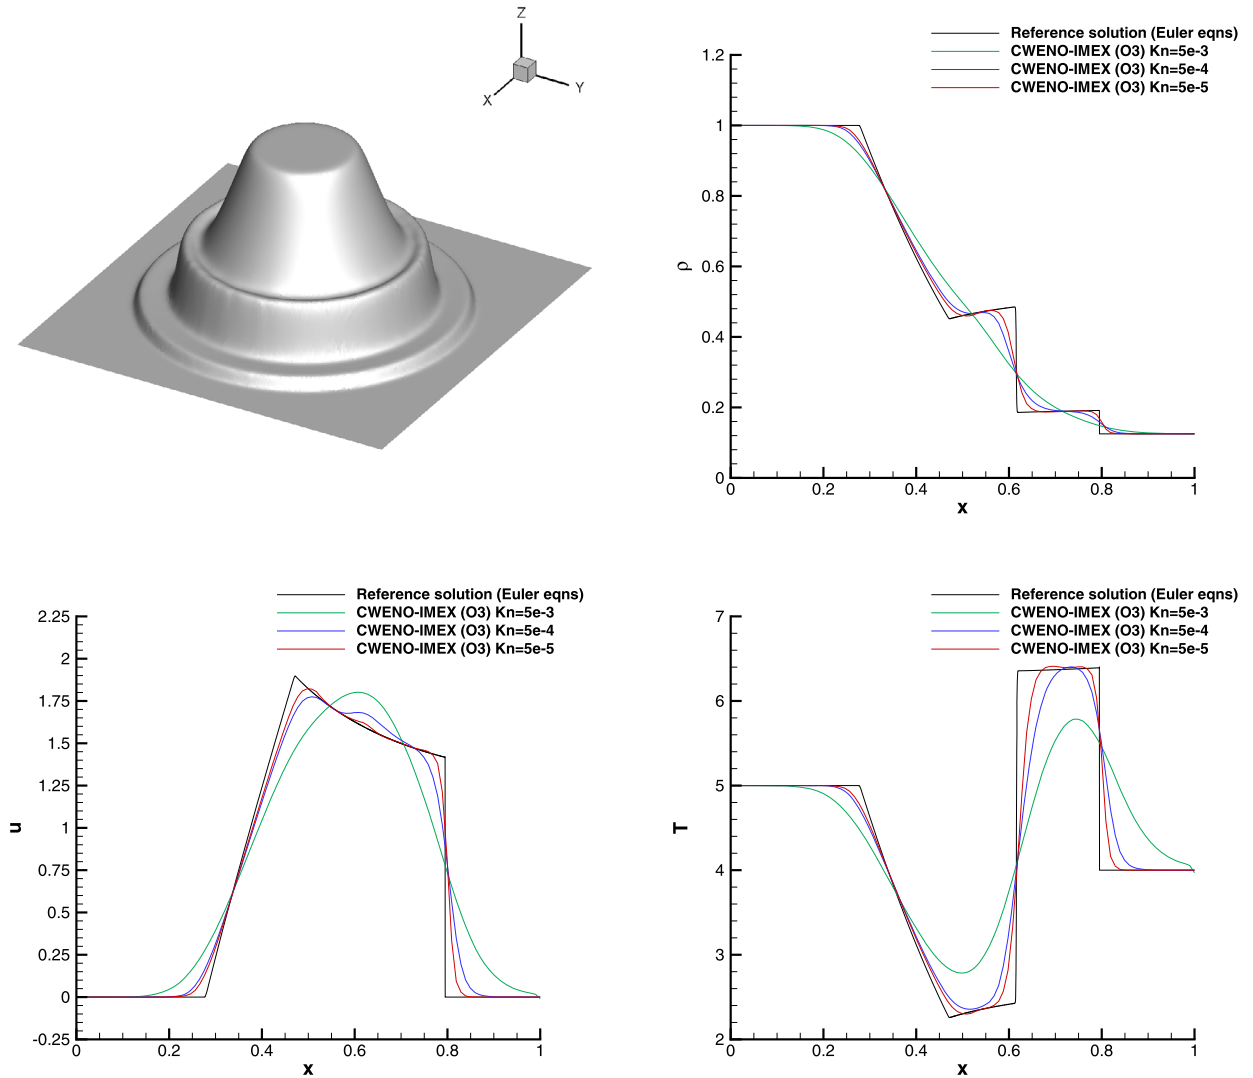 Z
Y
X
Reference solution (Euler eqns)
CWENO-IMEX (O3) Kn=5e-3
CWENO-IMEX (O3) Kn=5e-4
CWENO-IMEX (O3) Kn=5e-5
1.2
1
0.8
0.6
0.4
0.2
0
ρ
0 0.2 0.4 0.6 0.8 1
x
Reference solution (Euler eqns)
CWENO-IMEX (O3) Kn=5e-3
CWENO-IMEX (O3) Kn=5e-4
CWENO-IMEX (O3) Kn=5e-5
2.25
2
1.75
1.5
1.25
1
0.75
0.5
0.25
0
-0.25
u
0 0.2 0.4 0.6 0.8 1
x
Reference solution (Euler eqns)
CWENO-IMEX (O3) Kn=5e-3
CWENO-IMEX (O3) Kn=5e-4
CWENO-IMEX (O3) Kn=5e-5
7
6
5
4
3
2
T
0 0.2 0.4 0.6 0.8 1
x